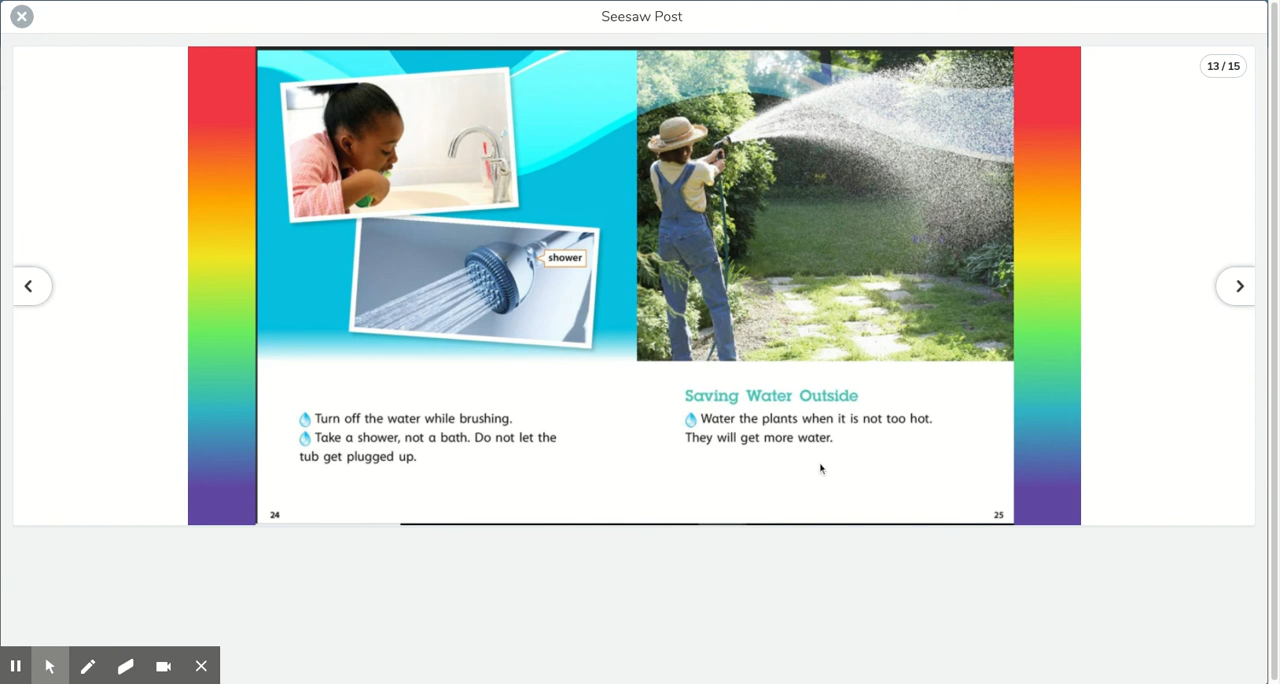 Seesaw Post
13 / 15
shower
Turn off the water while brushing.
Take a shower, not a bath. Do not let the
tub get plugged up.
24
Saving Water Outside
Water the plants when it is not too hot.
They will get more water.
25